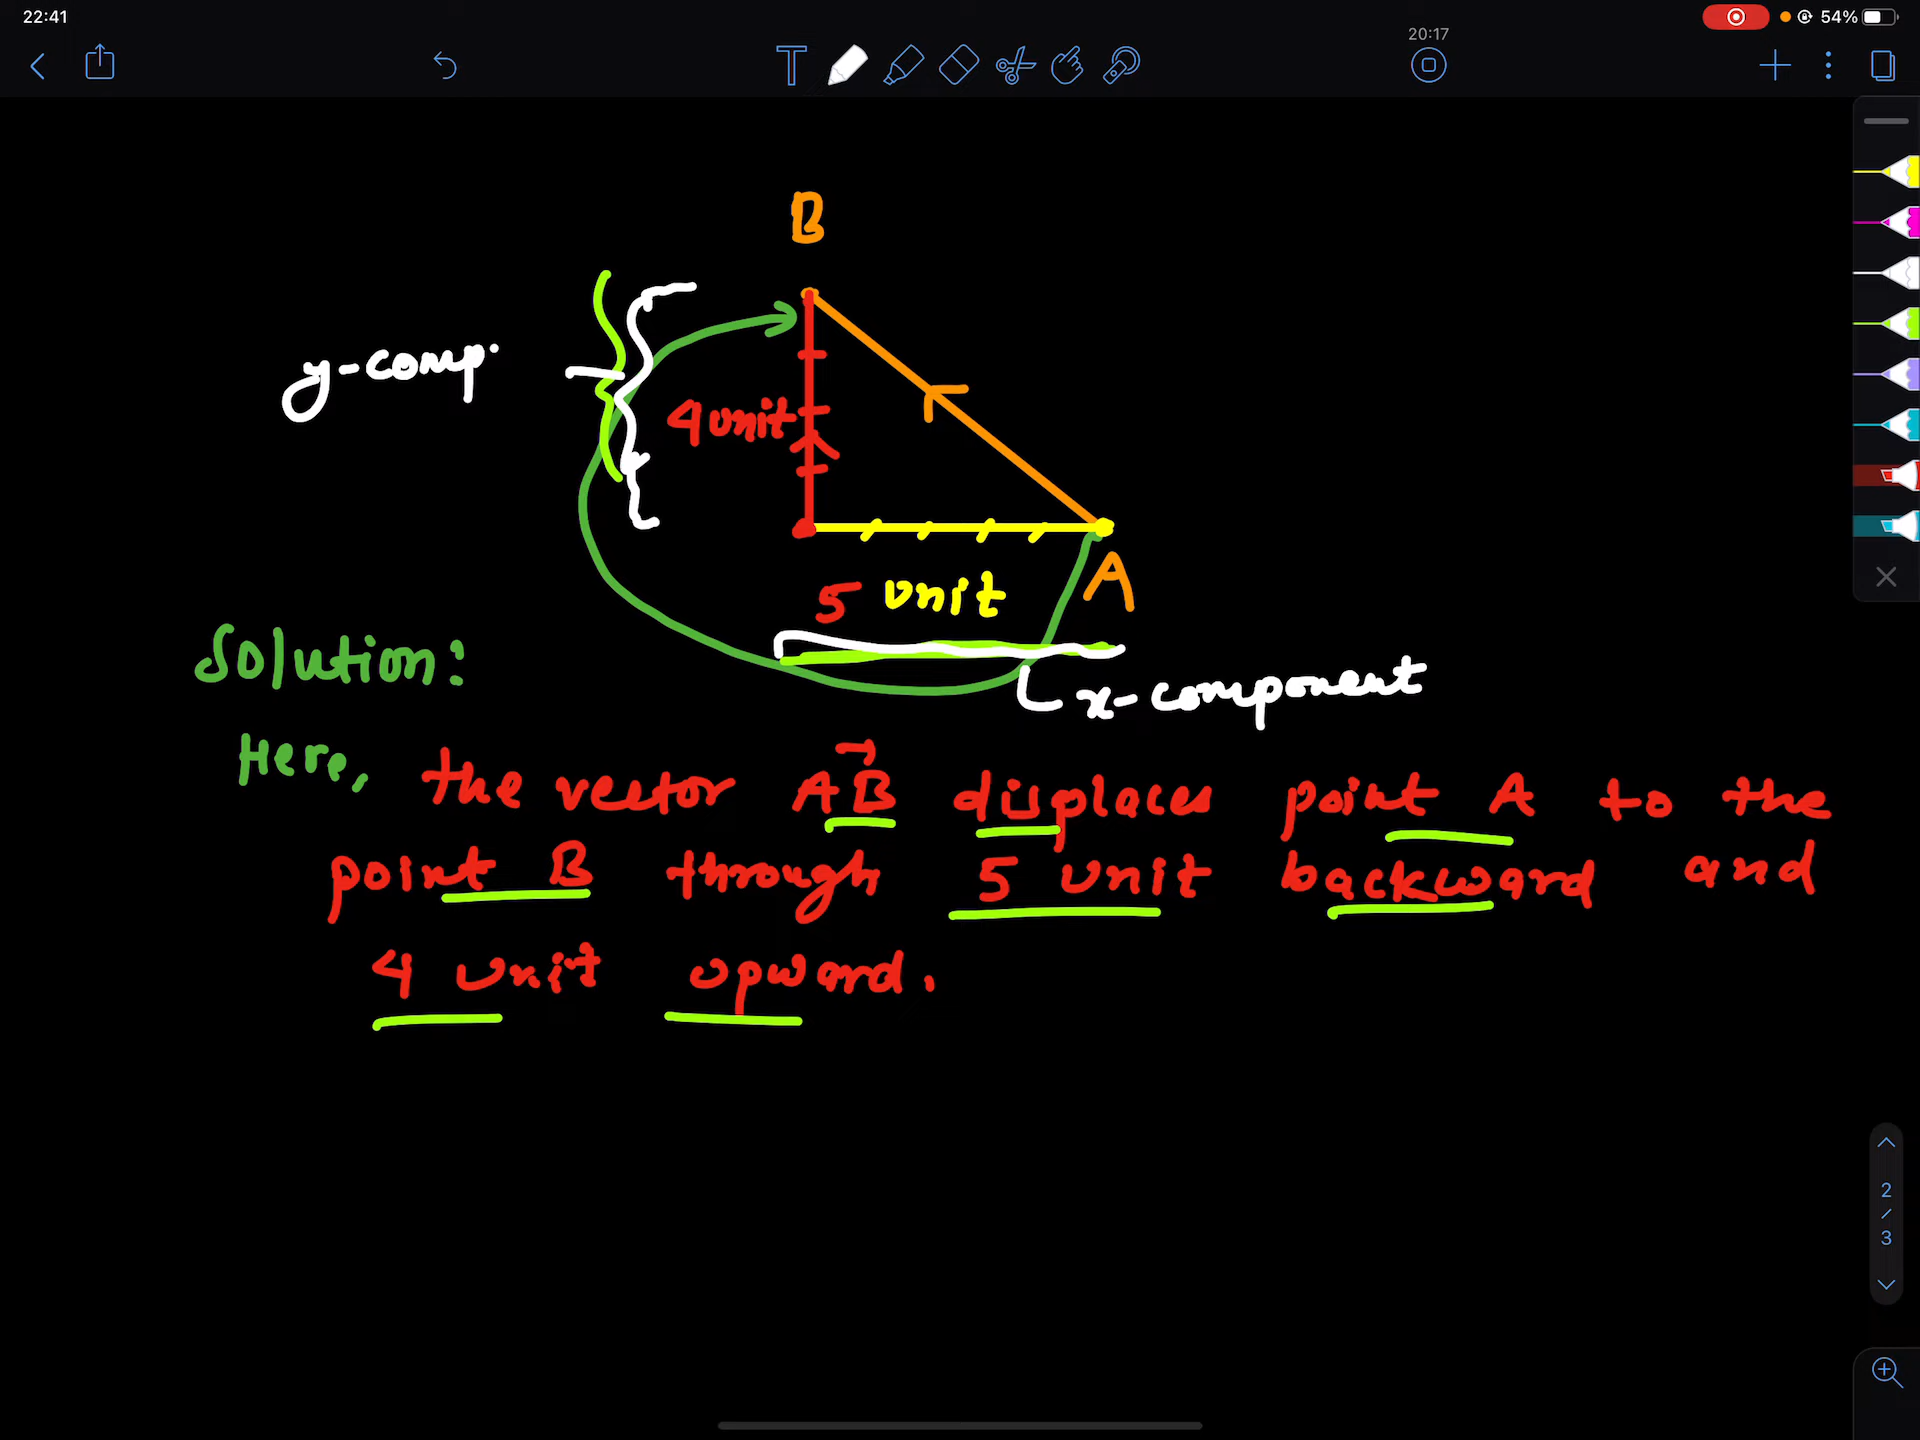 22:41
54%
20:17
B
y-comp.
4 unit
5 unit
A
x-component
Solution:
Here, the vector AB⃗ displaces point A to the
point B through 5 unit backward and
4 unit upward.
2
/
3